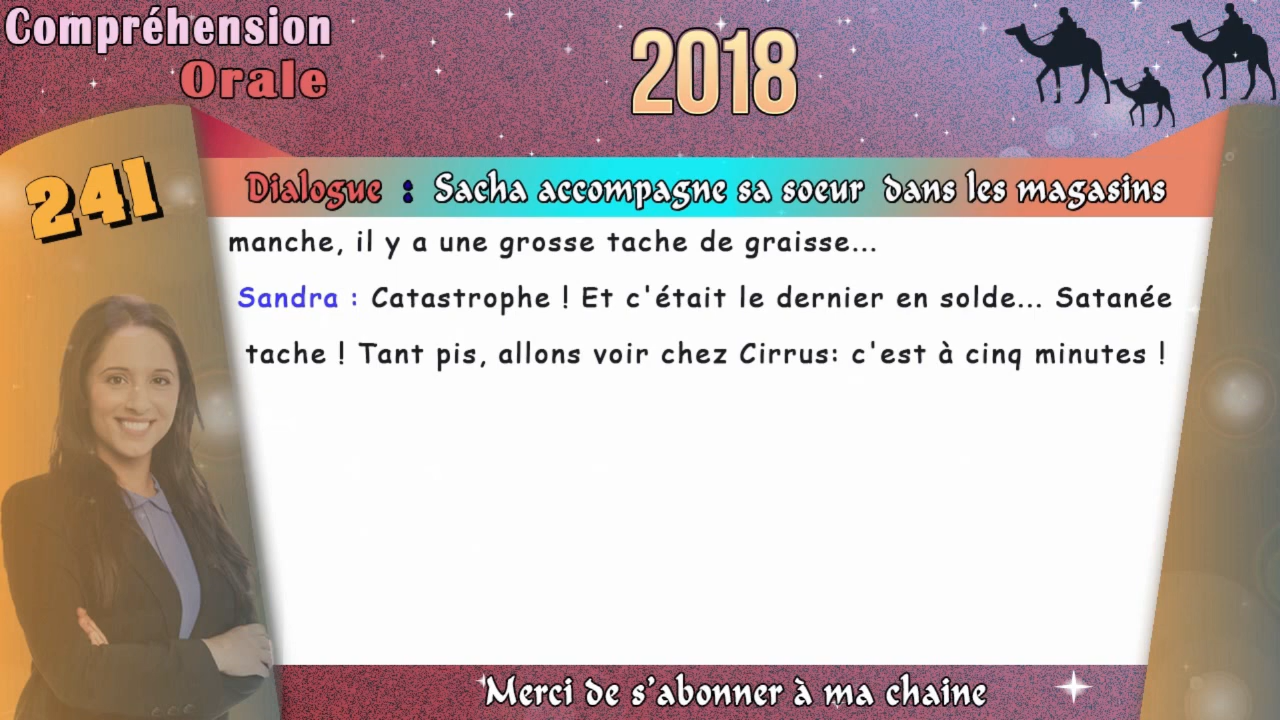 Compréhension
Orale
2018
241
Dialogue : Sacha accompagne sa soeur dans les magasins
manche, il y a une grosse tache de graisse...
Sandra : Catastrophe ! Et c'était le dernier en solde... Satanée
tache ! Tant pis, allons voir chez Cirrus: c'est à cinq minutes !
Merci de s'abonner à ma chaine